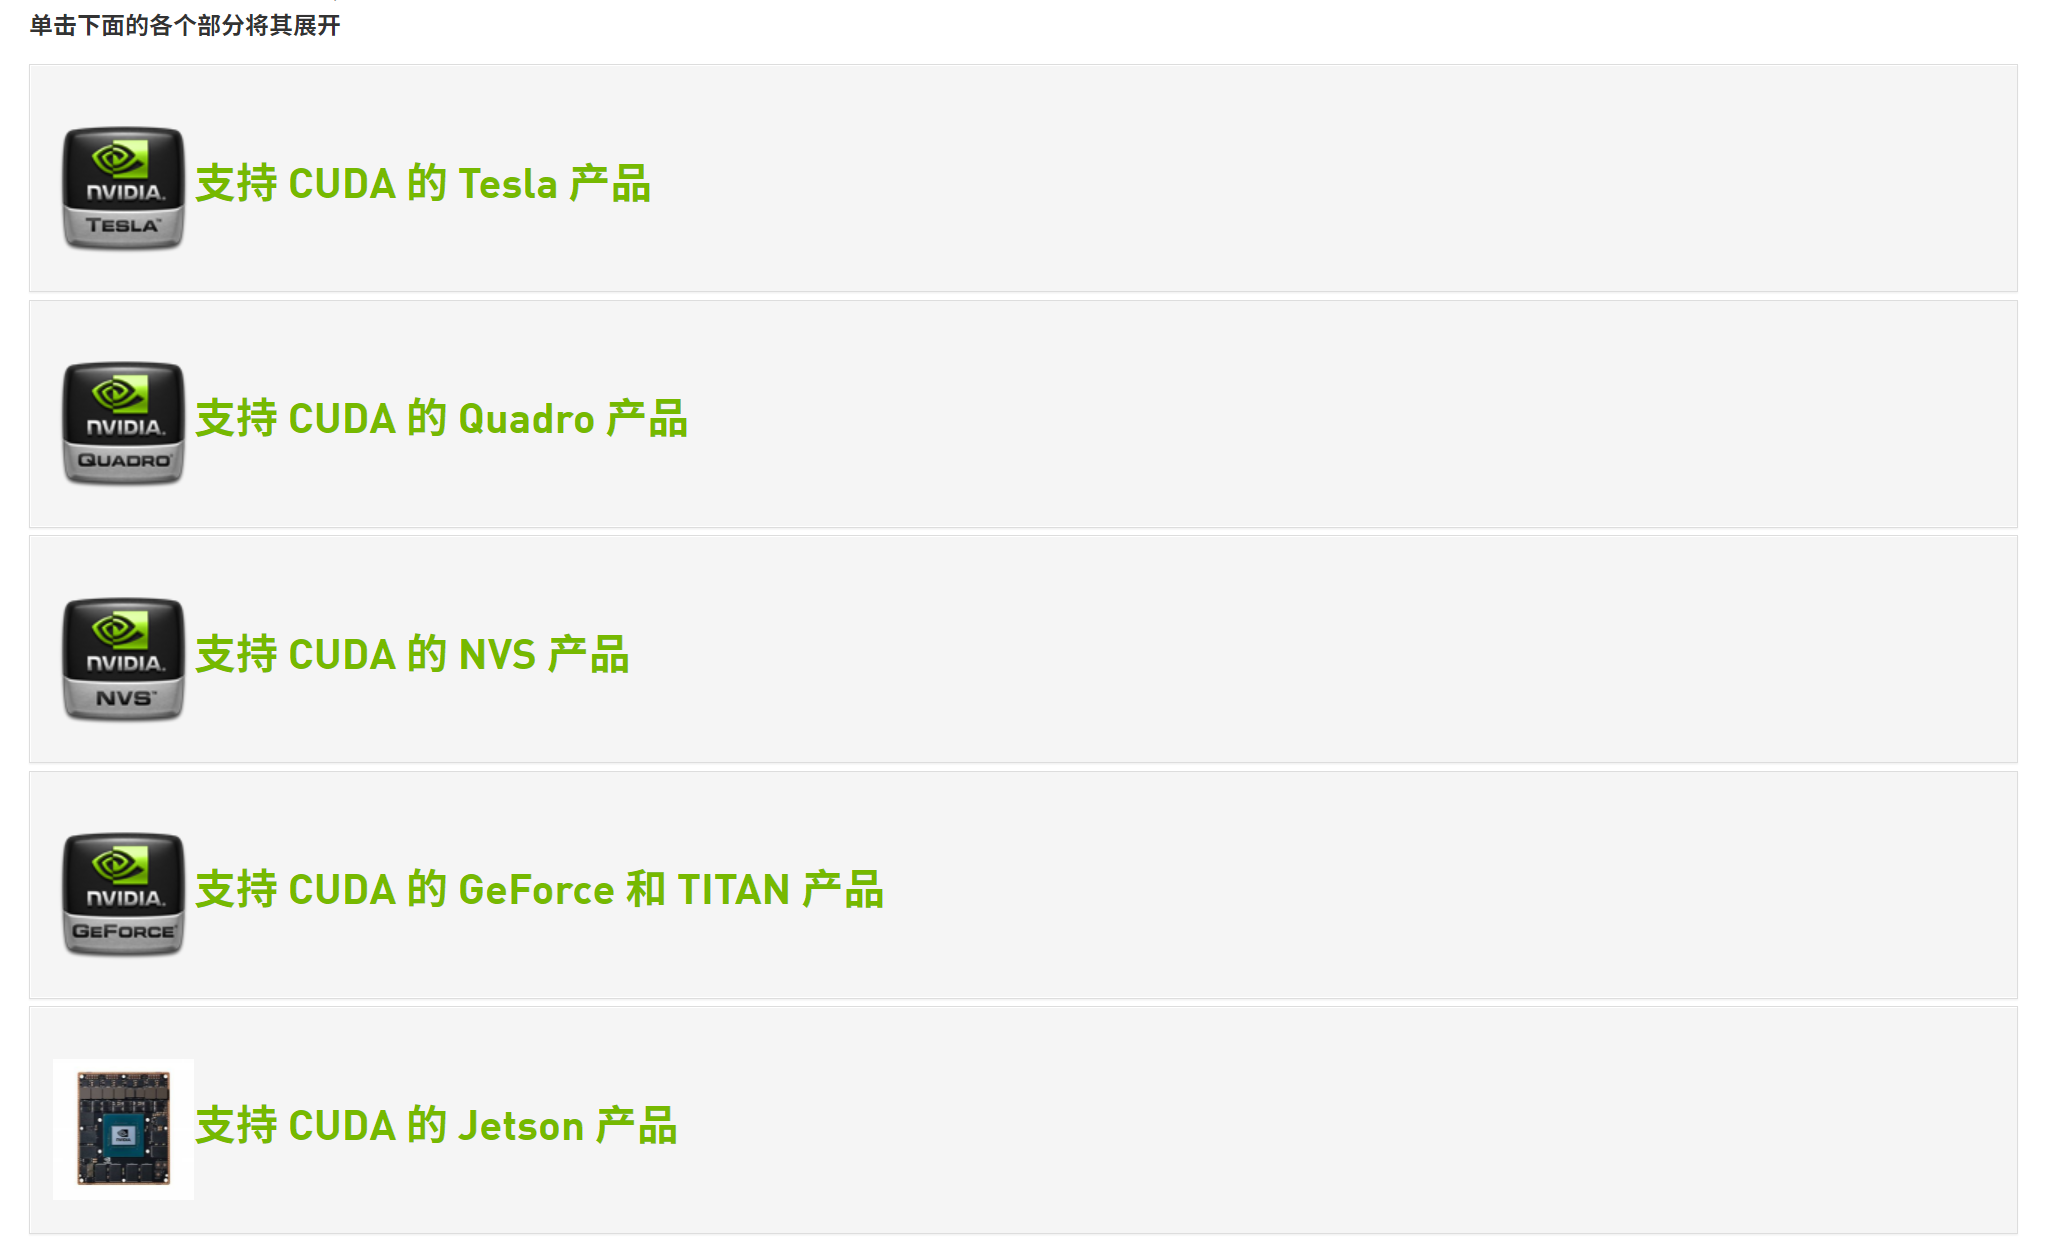 单击下面的各个部分将其展开
NVIDIA.
TESLA™
支持 CUDA 的 Tesla 产品
NVIDIA.
QUADRO®
支持 CUDA 的 Quadro 产品
NVIDIA.
NVS™
支持 CUDA 的 NVS 产品
NVIDIA.
GEFORCE®
支持 CUDA 的 GeForce 和 TITAN 产品
支持 CUDA 的 Jetson 产品